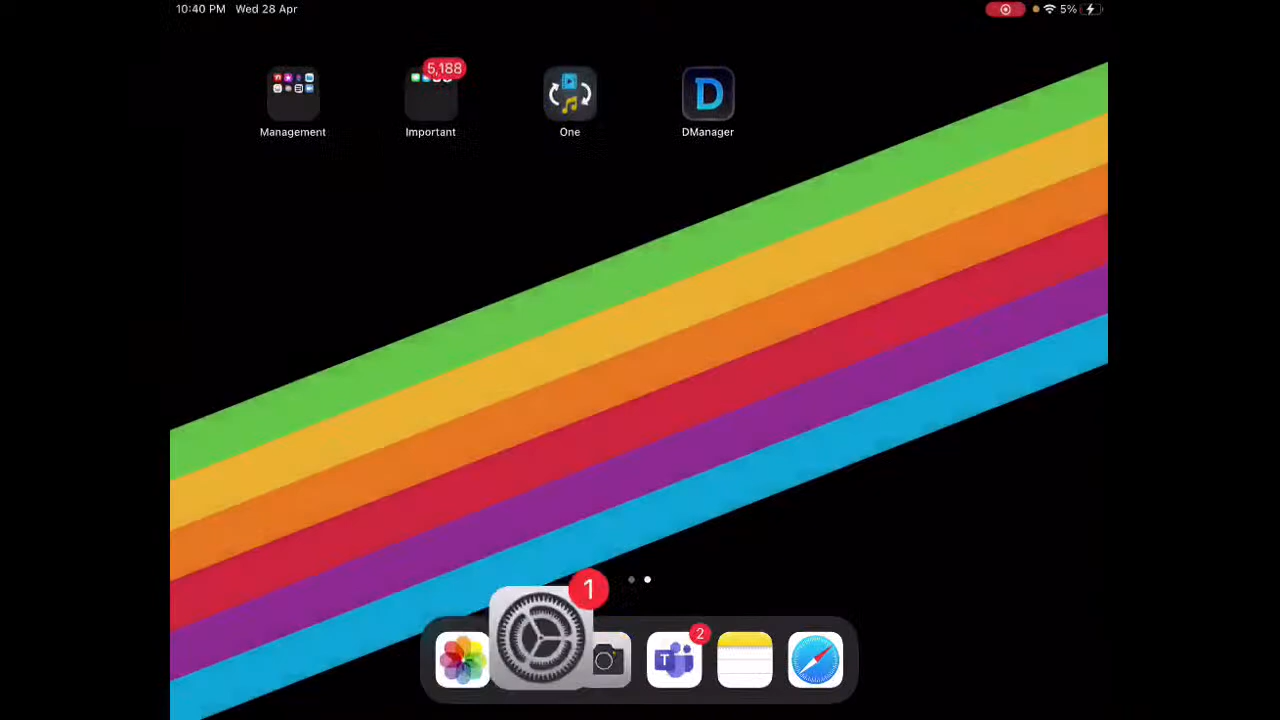 10:40 PM Wed 28 Apr
5%
5,188
D
Management
Important
One
DManager
1
2
T